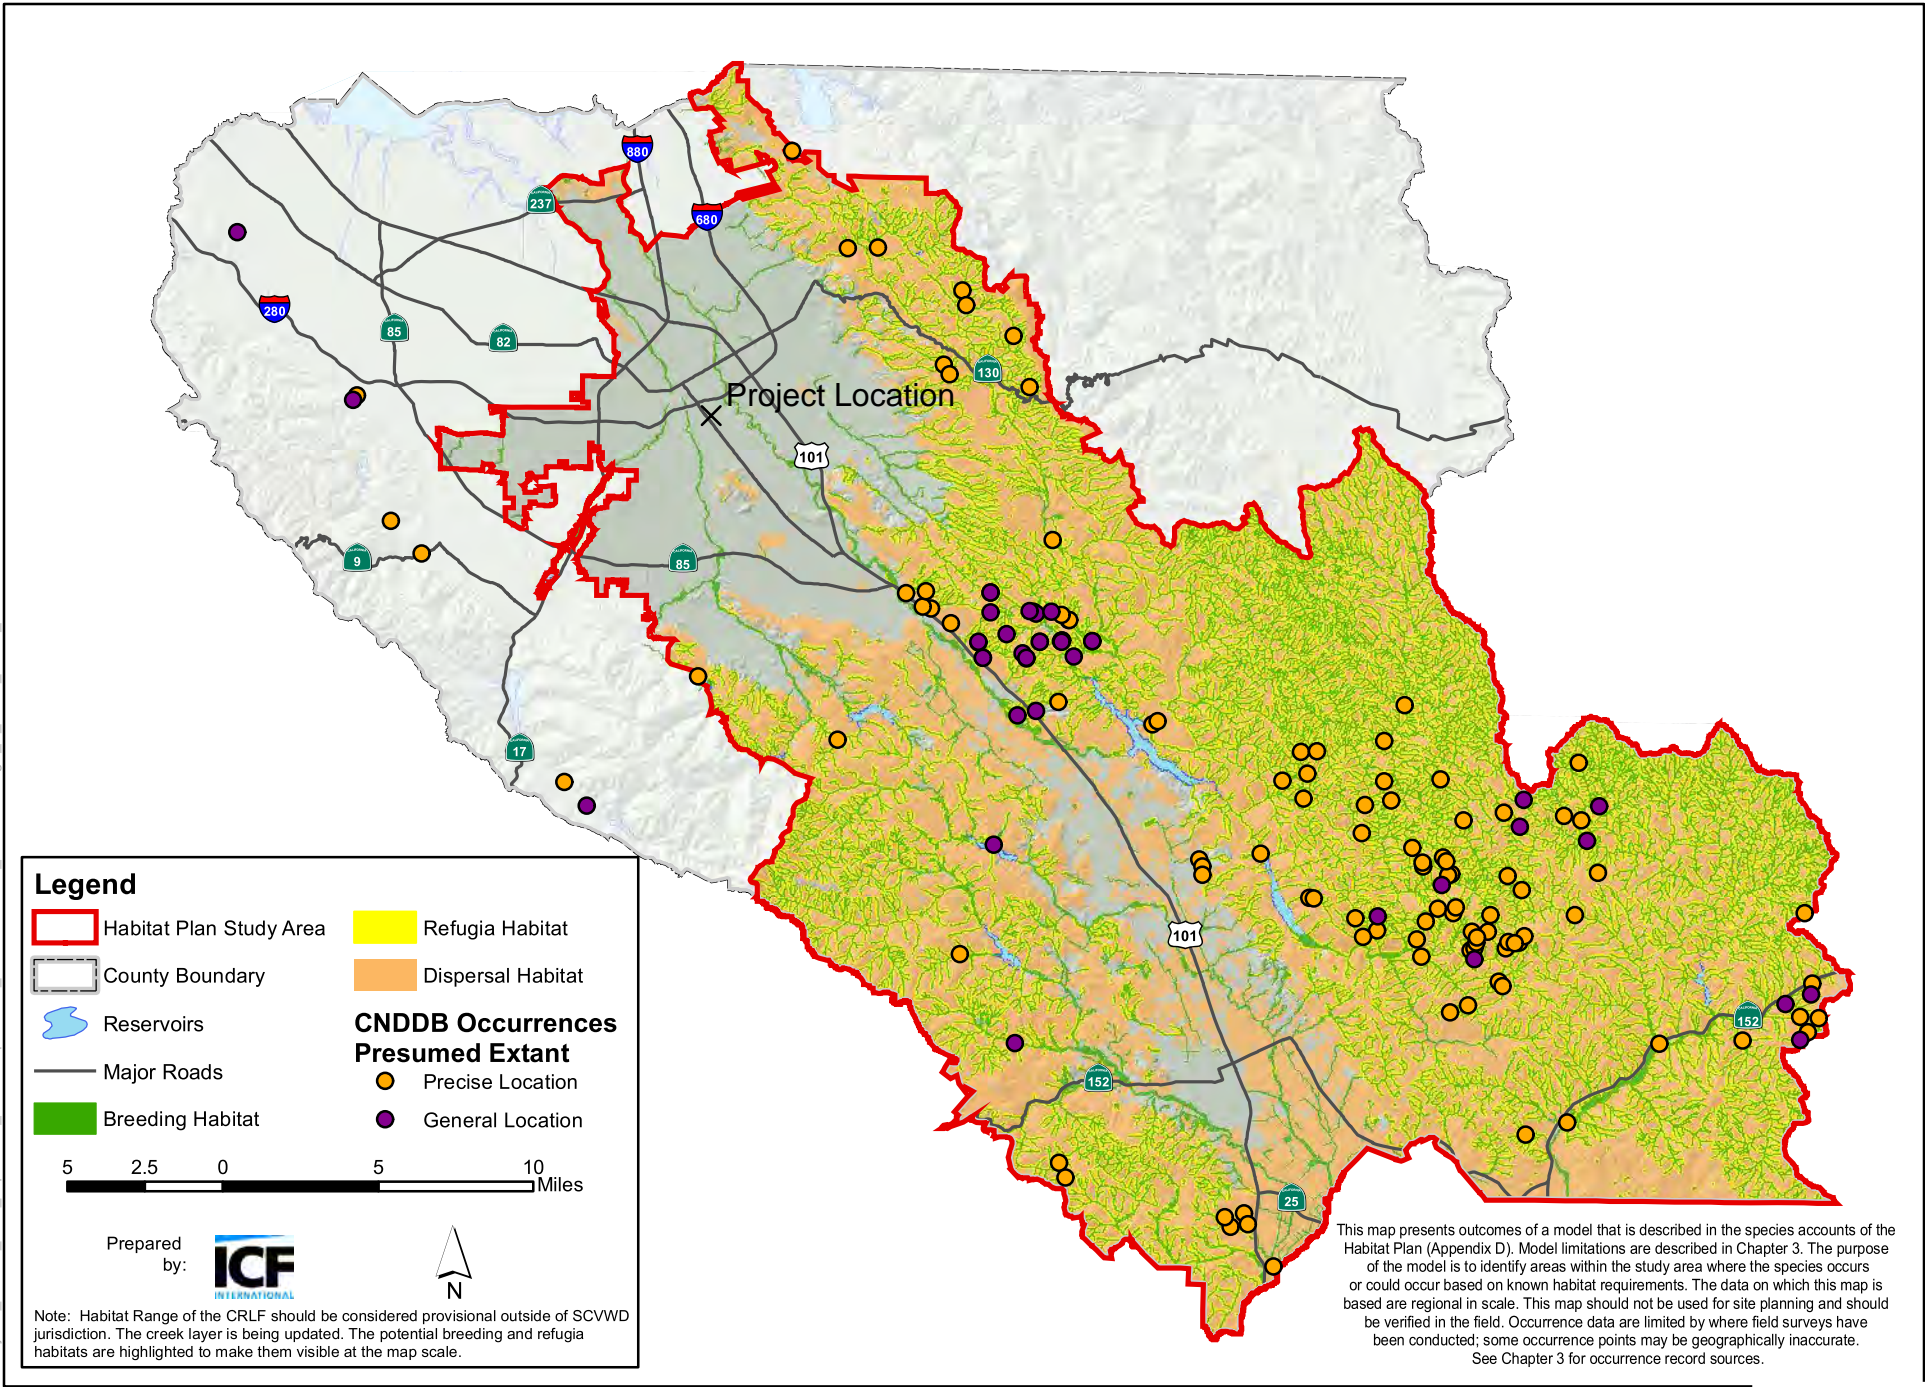 880
237
680
280
85
82
130
Project Location
101
9
85
17
101
152
152
25
Legend
Habitat Plan Study Area
County Boundary
Reservoirs
Major Roads
Breeding Habitat
Refugia Habitat
Dispersal Habitat
CNDDB Occurrences
Presumed Extant
Precise Location
General Location
5 2.5 0 5 10
Miles
Prepared
by:
ICF
INTERNATIONAL
N
Note: Habitat Range of the CRLF should be considered provisional outside of SCVWD
jurisdiction. The creek layer is being updated. The potential breeding and refugia
habitats are highlighted to make them visible at the map scale.
This map presents outcomes of a model that is described in the species accounts of the
Habitat Plan (Appendix D). Model limitations are described in Chapter 3. The purpose
of the model is to identify areas within the study area where the species occurs
or could occur based on known habitat requirements. The data on which this map is
based are regional in scale. This map should not be used for site planning and should
be verified in the field. Occurrence data are limited by where field surveys have
been conducted; some occurrence points may be geographically inaccurate.
See Chapter 3 for occurrence record sources.